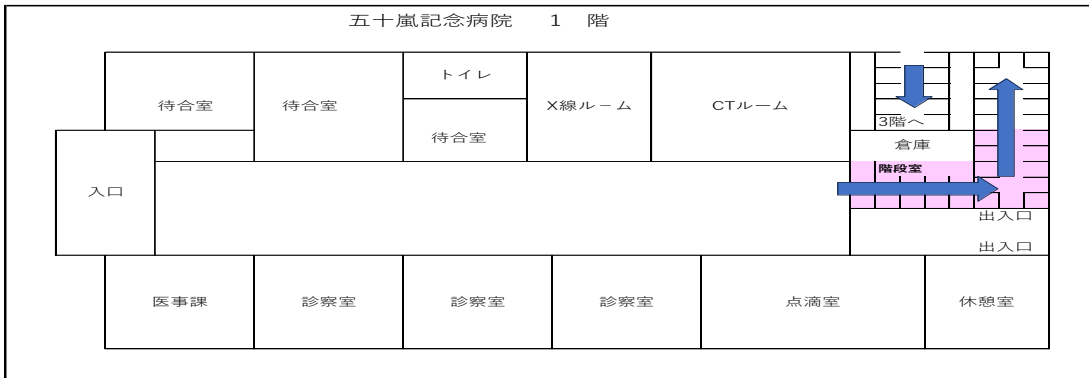 五十嵐記念病院 1 階
トイレ
待合室
待合室
X線ルーム
CTルーム
待合室
3階へ
倉庫
階段室
入口
出入口
出入口
医事課
診察室
診察室
診察室
点滴室
休憩室